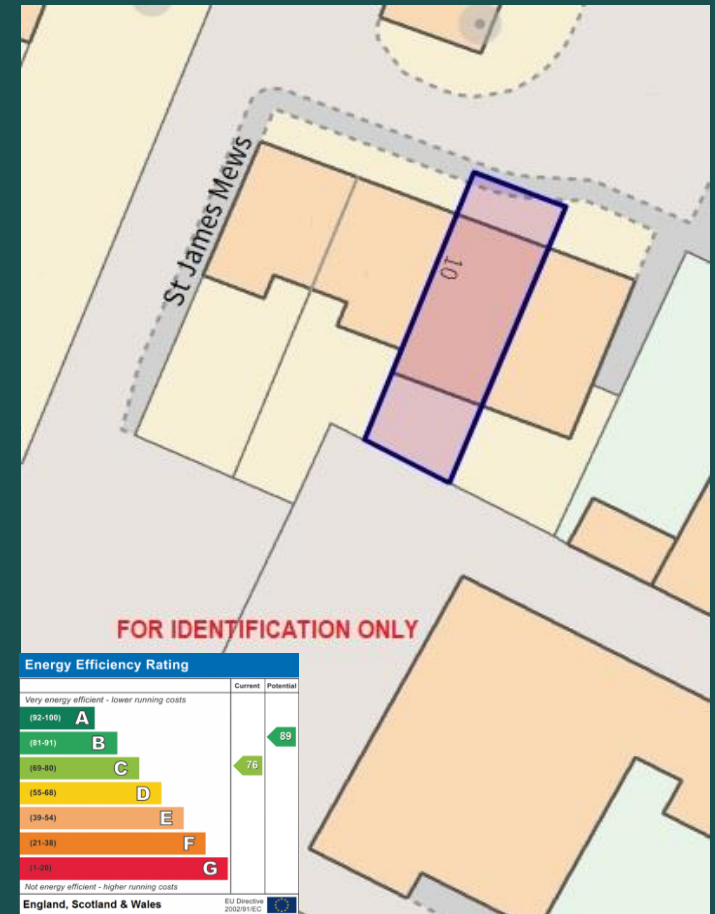 St James Mews
10
FOR IDENTIFICATION ONLY
Energy Efficiency Rating
Current Potential
Very energy efficient - lower running costs
(92-100) A
(81-91) B
89
(69-80) C
76
(55-68) D
(39-54) E
(21-38) F
(1-20) G
Not energy efficient - higher running costs
England, Scotland & Wales
EU Directive
2002/91/EC